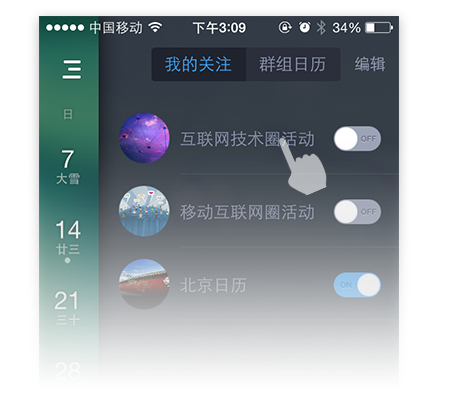 中国移动 下午3:09 34%
我的关注 群组日历 编辑
日
互联网技术圈活动 OFF
7
大雪
移动互联网圈活动 OFF
14
廿三
北京日历 ON
21
三十
28